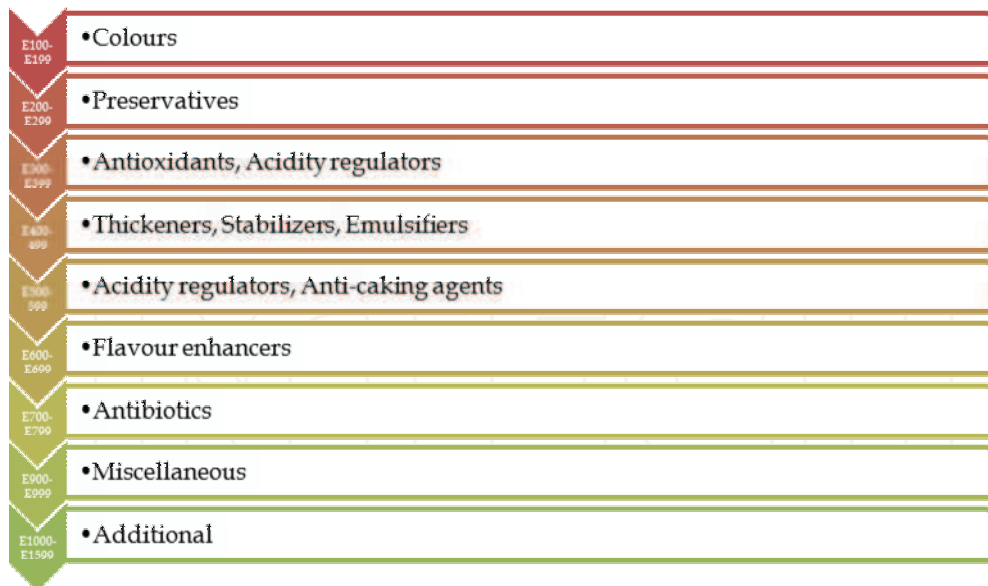 E100-
E199
•Colours
E200-
E299
•Preservatives
E300-
E399
•Antioxidants, Acidity regulators
E400-
499
•Thickeners, Stabilizers, Emulsifiers
E500-
599
•Acidity regulators, Anti-caking agents
E600-
E699
•Flavour enhancers
E700-
E799
•Antibiotics
E900-
E999
•Miscellaneous
E1000-
E1599
•Additional